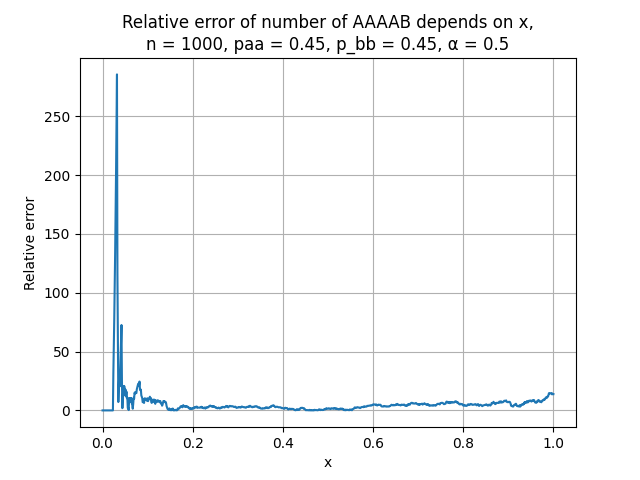 Relative error of number of AAAAB depends on x,
n = 1000, paa = 0.45, p_bb = 0.45, α = 0.5
Relative error
250
200
150
100
50
0
0.0 0.2 0.4 0.6 0.8 1.0
x